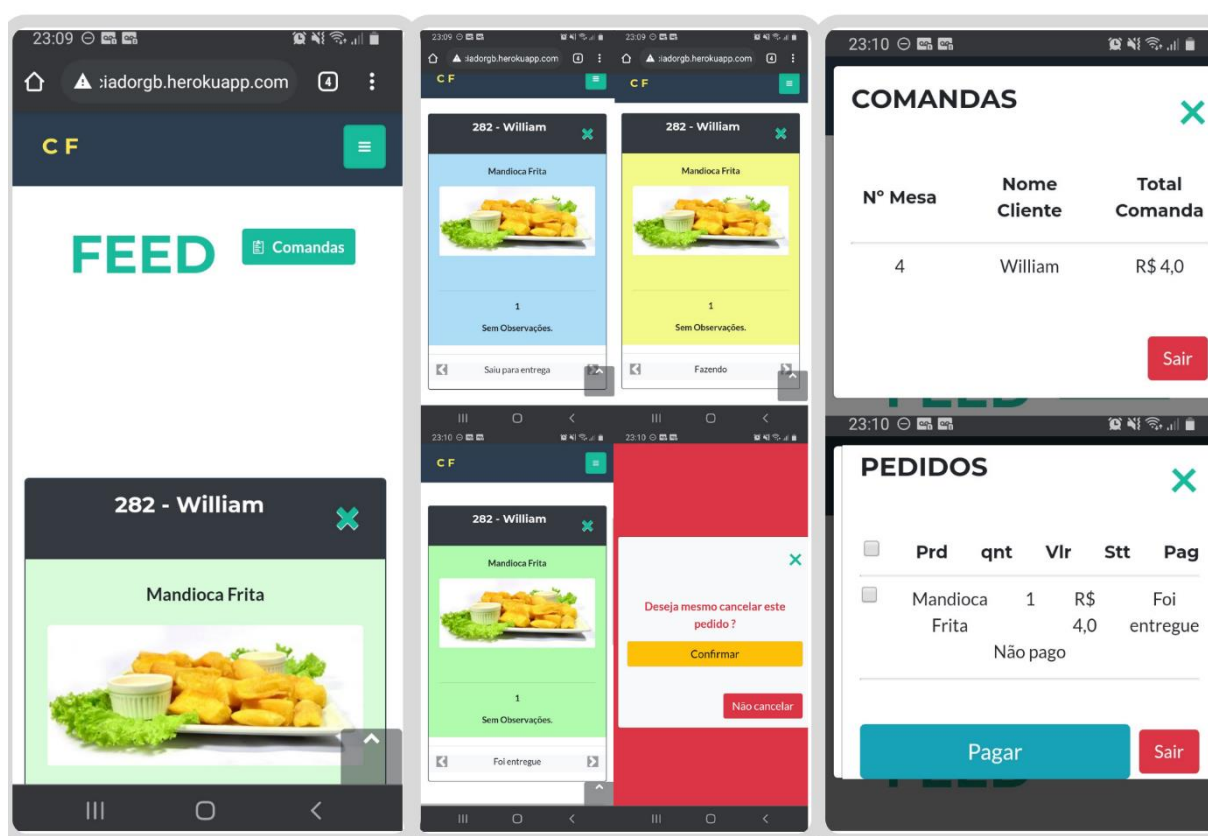 23:09
:iadorgb.herokuapp.com
4
C F
FEED
Comandas
282 - William
Mandioca Frita
23:09
:iadorgb.herokuapp.com
4
C F
282 - William
Mandioca Frita
1
Sem Observações.
Saiu para entrega
23:09
:iadorgb.herokuapp.com
4
C F
282 - William
Mandioca Frita
1
Sem Observações.
Fazendo
23:10
C F
282 - William
Mandioca Frita
1
Sem Observações.
Foi entregue
23:10
Deseja mesmo cancelar este
pedido ?
Confirmar
Não cancelar
23:10
COMANDAS
Nº Mesa Nome Cliente Total Comanda
4 William R$ 4,0
Sair
23:10
PEDIDOS
Prd qnt Vlr Stt Pag
Mandioca 1 R$ Foi
Frita 4,0 entregue
Não pago
Pagar Sair